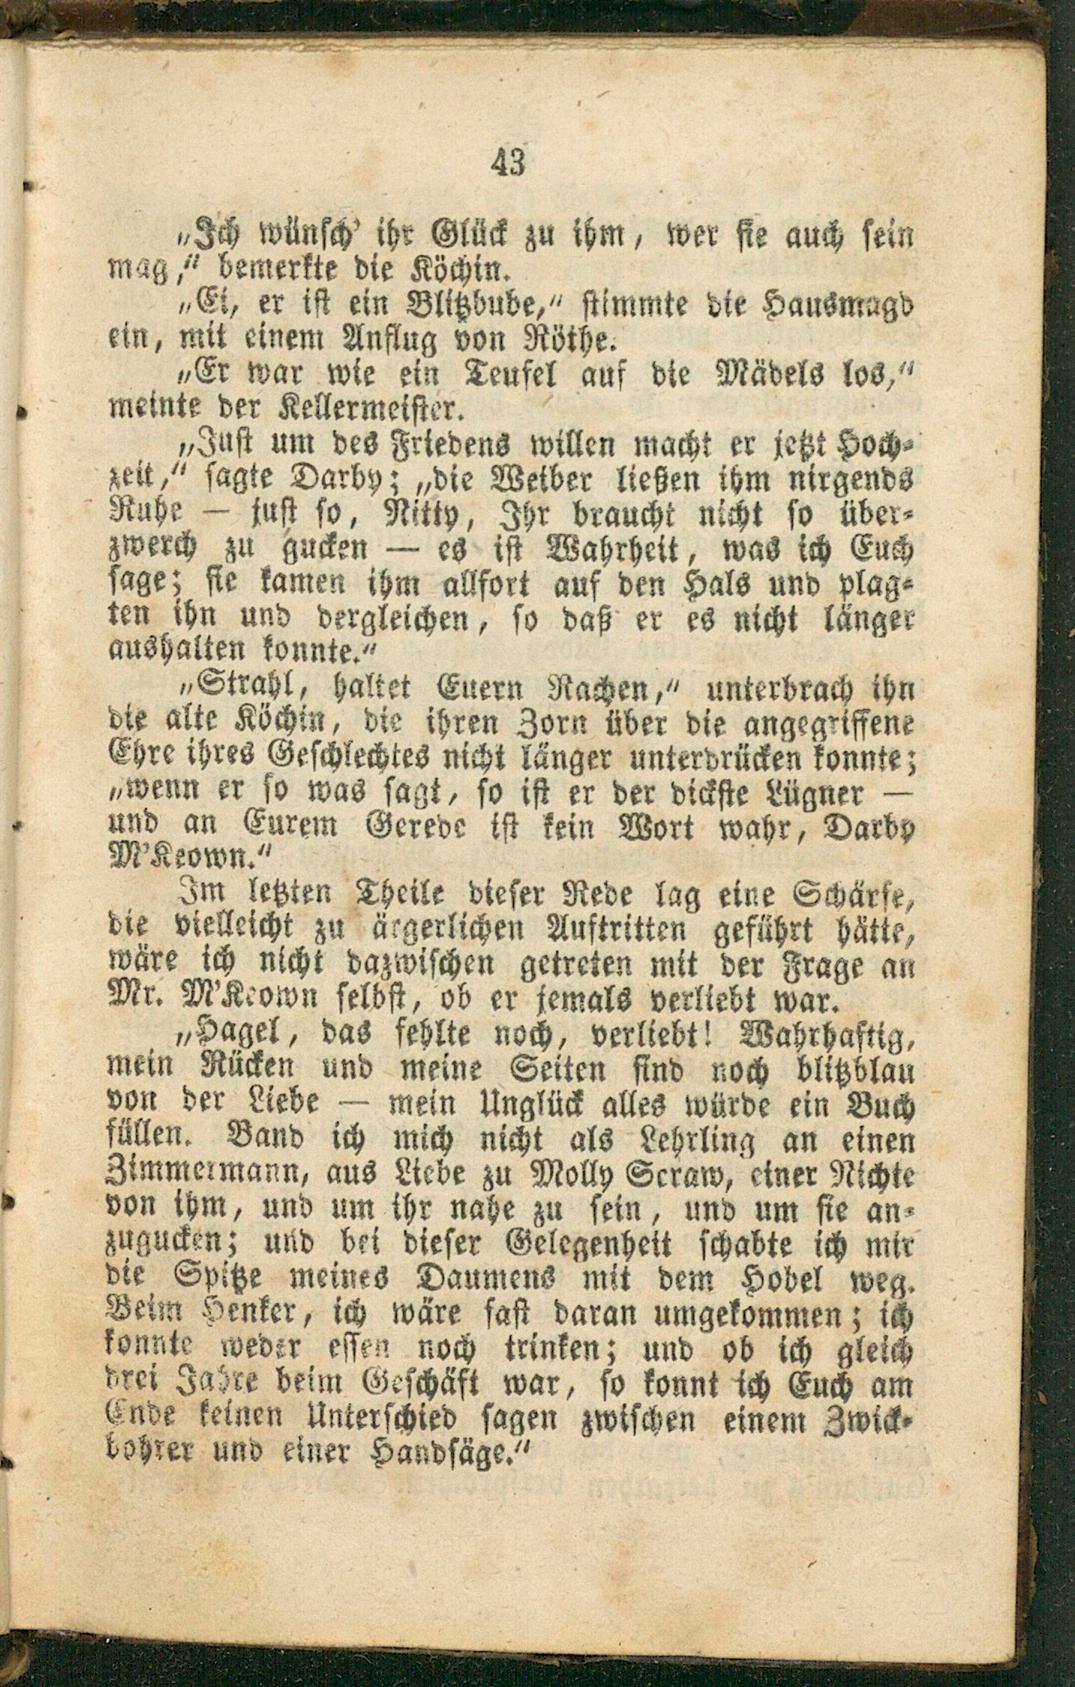 43
„Ich wünsch' ihr Glück zu ihm, wer sie auch sein
mag,“ bemerkte die Köchin.
„Ei, er ist ein Blitzbube,“ stimmte die Hausmagd
ein, mit einem Anflug von Röthe.
„Er war wie ein Teufel auf die Mädels los,“
meinte der Kellermeister.
„Just um des Friedens willen macht er jetzt Hoch-
zeit,“ sagte Darby; „die Weiber ließen ihm nirgends
Ruhe — just so, Nitty, Ihr braucht nicht so über-
zwerch zu gucken — es ist Wahrheit, was ich Euch
sage; sie kamen ihm allfort auf den Hals und plag-
ten ihn und dergleichen, so daß er es nicht länger
aushalten konnte.“
„Strahl, haltet Euern Rachen,“ unterbrach ihn
die alte Köchin, die ihren Zorn über die angegriffene
Ehre ihres Geschlechtes nicht länger unterdrücken konnte;
„wenn er so was sagt, so ist er der dickste Lügner —
und an Eurem Gerede ist kein Wort wahr, Darby
M'Keown.“
Im letzten Theile dieser Rede lag eine Schärfe,
die vielleicht zu ärgerlichen Auftritten geführt hätte,
wäre ich nicht dazwischen getreten mit der Frage an
Mr. M'Keown selbst, ob er jemals verliebt war.
„Hagel, das fehlte noch, verliebt! Wahrhaftig,
mein Rücken und meine Seiten sind noch blitzblau
von der Liebe — mein Unglück alles würde ein Buch
füllen. Band ich mich nicht als Lehrling an einen
Zimmermann, aus Liebe zu Molly Scraw, einer Nichte
von ihm, und um ihr nahe zu sein, und um sie an-
zugucken; und bei dieser Gelegenheit schabte ich mir
die Spitze meines Daumens mit dem Hobel weg.
Beim Henker, ich wäre fast daran umgekommen; ich
konnte weder essen noch trinken; und ob ich gleich
drei Jahre beim Geschäft war, so konnt ich Euch am
Ende keinen Unterschied sagen zwischen einem Zwick-
bohrer und einer Handsäge.“